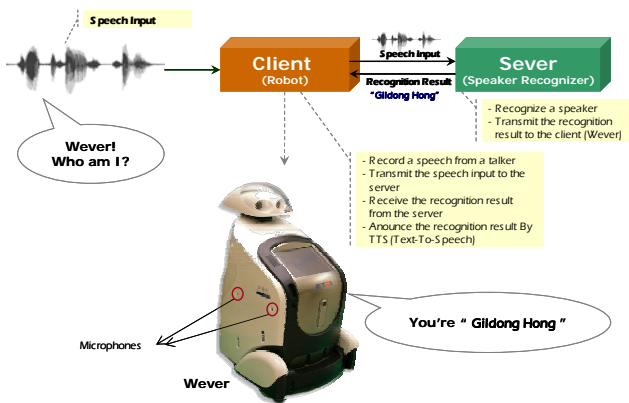 Speech Input
Client
(Robot)
Speech Input
Recognition Result
"Gildong Hong"
Sever
(Speaker Recognizer)
- Recognize a speaker
- Transmit the recognition
result to the client (Wever)
Wever!
Who am I?
- Record a speech from a talker
- Transmit the speech input to the
server
- Receive the recognition result
from the server
- Anounce the recognition result By
TTS (Text-To-Speech)
You're " Gildong Hong "
Microphones
Wever